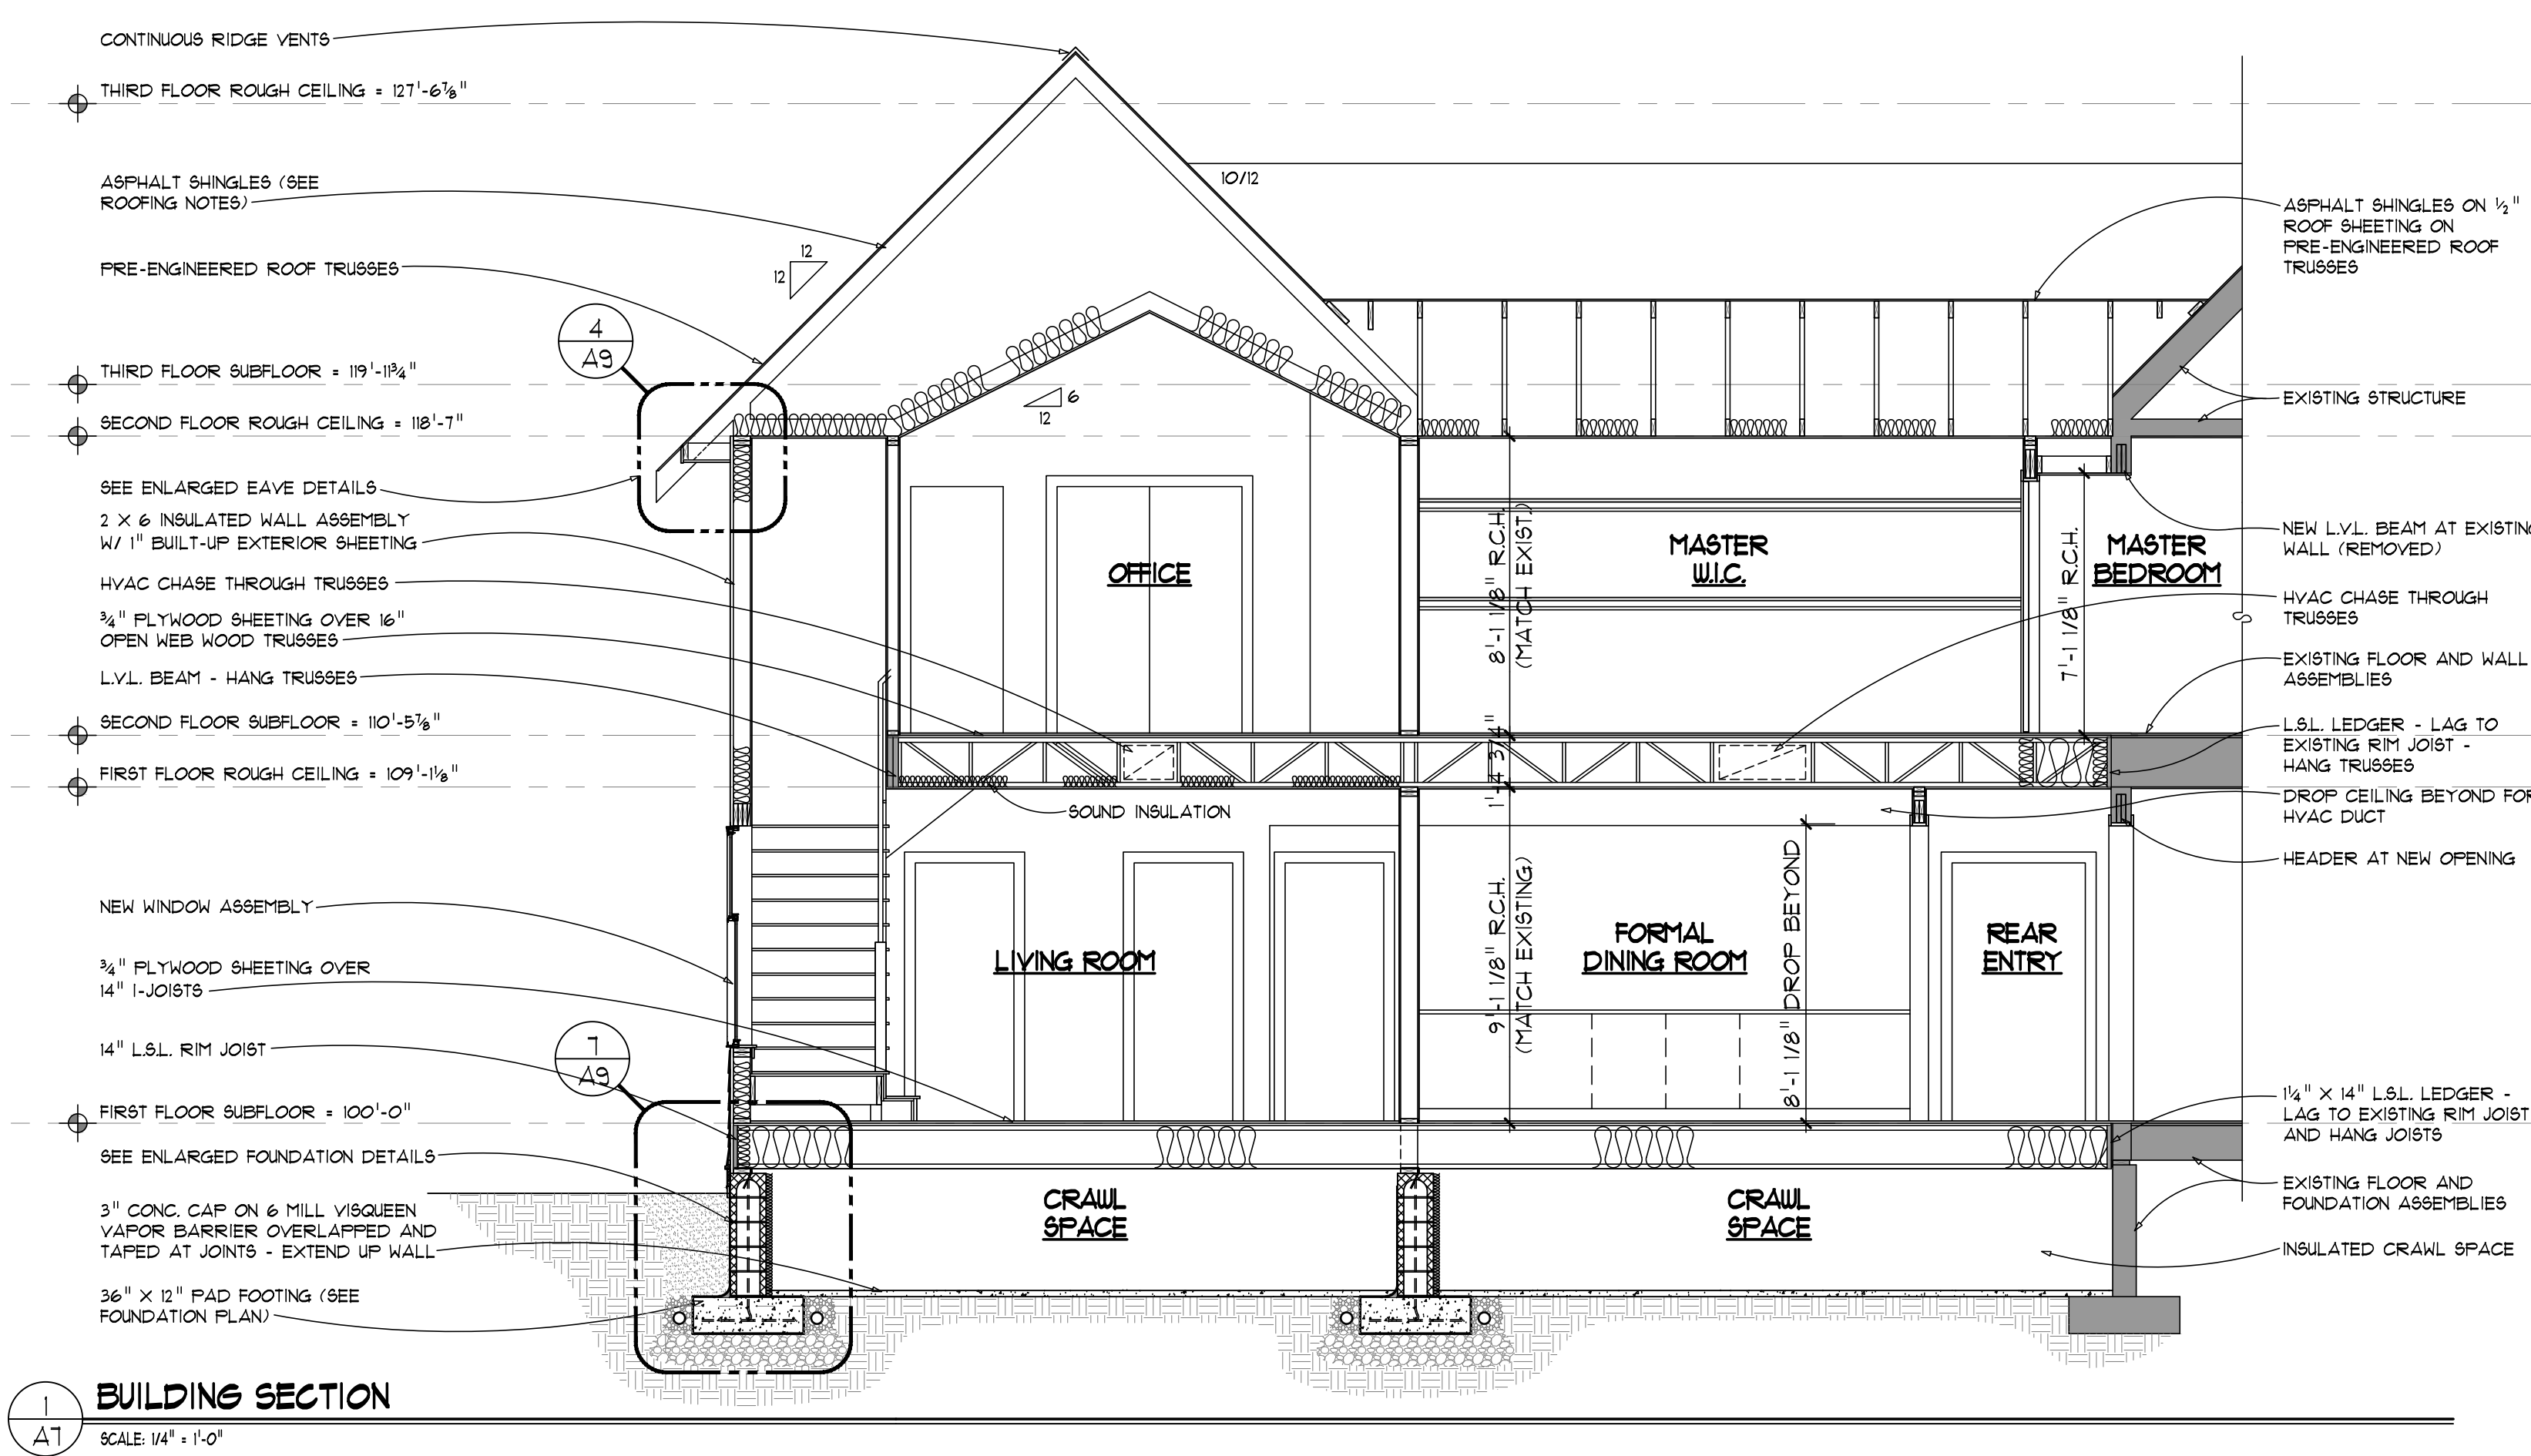 CONTINUOUS RIDGE VENTS
THIRD FLOOR ROUGH CEILING = 127'-6⅞"
ASPHALT SHINGLES (SEE
ROOFING NOTES)
PRE-ENGINEERED ROOF TRUSSES
THIRD FLOOR SUBFLOOR = 119'-11¾"
SECOND FLOOR ROUGH CEILING = 118'-7"
SEE ENLARGED EAVE DETAILS
2 X 6 INSULATED WALL ASSEMBLY
W/ 1" BUILT-UP EXTERIOR SHEETING
HVAC CHASE THROUGH TRUSSES
¾" PLYWOOD SHEETING OVER 16"
OPEN WEB WOOD TRUSSES
L.V.L. BEAM - HANG TRUSSES
SECOND FLOOR SUBFLOOR = 110'-5⅞"
FIRST FLOOR ROUGH CEILING = 109'-1⅛"
NEW WINDOW ASSEMBLY
¾" PLYWOOD SHEETING OVER
14" I-JOISTS
14" L.S.L. RIM JOIST
FIRST FLOOR SUBFLOOR = 100'-0"
SEE ENLARGED FOUNDATION DETAILS
3" CONC. CAP ON 6 MILL VISQUEEN
VAPOR BARRIER OVERLAPPED AND
TAPED AT JOINTS - EXTEND UP WALL
36" X 12" PAD FOOTING (SEE
FOUNDATION PLAN)
12
12
4
A9
10/12
6
12
OFFICE
MASTER
W.I.C.
MASTER
BEDROOM
8'-1 1/8" R.C.H.
(MATCH EXIST.)
7'-1 1/8" R.C.H.
1'-4 3/4"
SOUND INSULATION
LIVING ROOM
FORMAL
DINING ROOM
REAR
ENTRY
9'-1 1/8" R.C.H.
(MATCH EXISTING)
8'-1 1/8" DROP BEYOND
A9
CRAWL
SPACE
CRAWL
SPACE
ASPHALT SHINGLES ON ½"
ROOF SHEETING ON
PRE-ENGINEERED ROOF
TRUSSES
EXISTING STRUCTURE
NEW L.V.L. BEAM AT EXISTING
WALL (REMOVED)
HVAC CHASE THROUGH
TRUSSES
EXISTING FLOOR AND WALL
ASSEMBLIES
L.S.L. LEDGER - LAG TO
EXISTING RIM JOIST -
HANG TRUSSES
DROP CEILING BEYOND FOR
HVAC DUCT
HEADER AT NEW OPENING
1¼" X 14" L.S.L. LEDGER -
LAG TO EXISTING RIM JOIST
AND HANG JOISTS
EXISTING FLOOR AND
FOUNDATION ASSEMBLIES
INSULATED CRAWL SPACE
1
A7
BUILDING SECTION
SCALE: 1/4" = 1'-0"